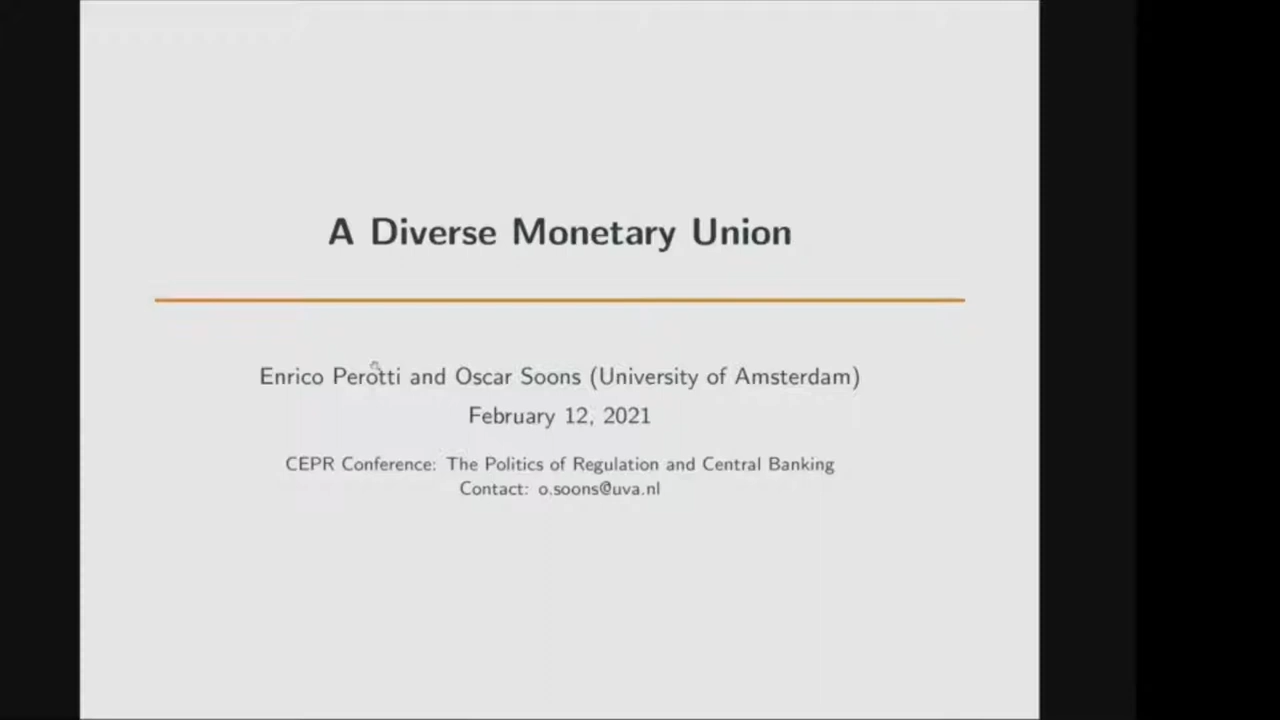 A Diverse Monetary Union
Enrico Perotti and Oscar Soons (University of Amsterdam)
February 12, 2021
CEPR Conference: The Politics of Regulation and Central Banking
Contact: o.soons@uva.nl